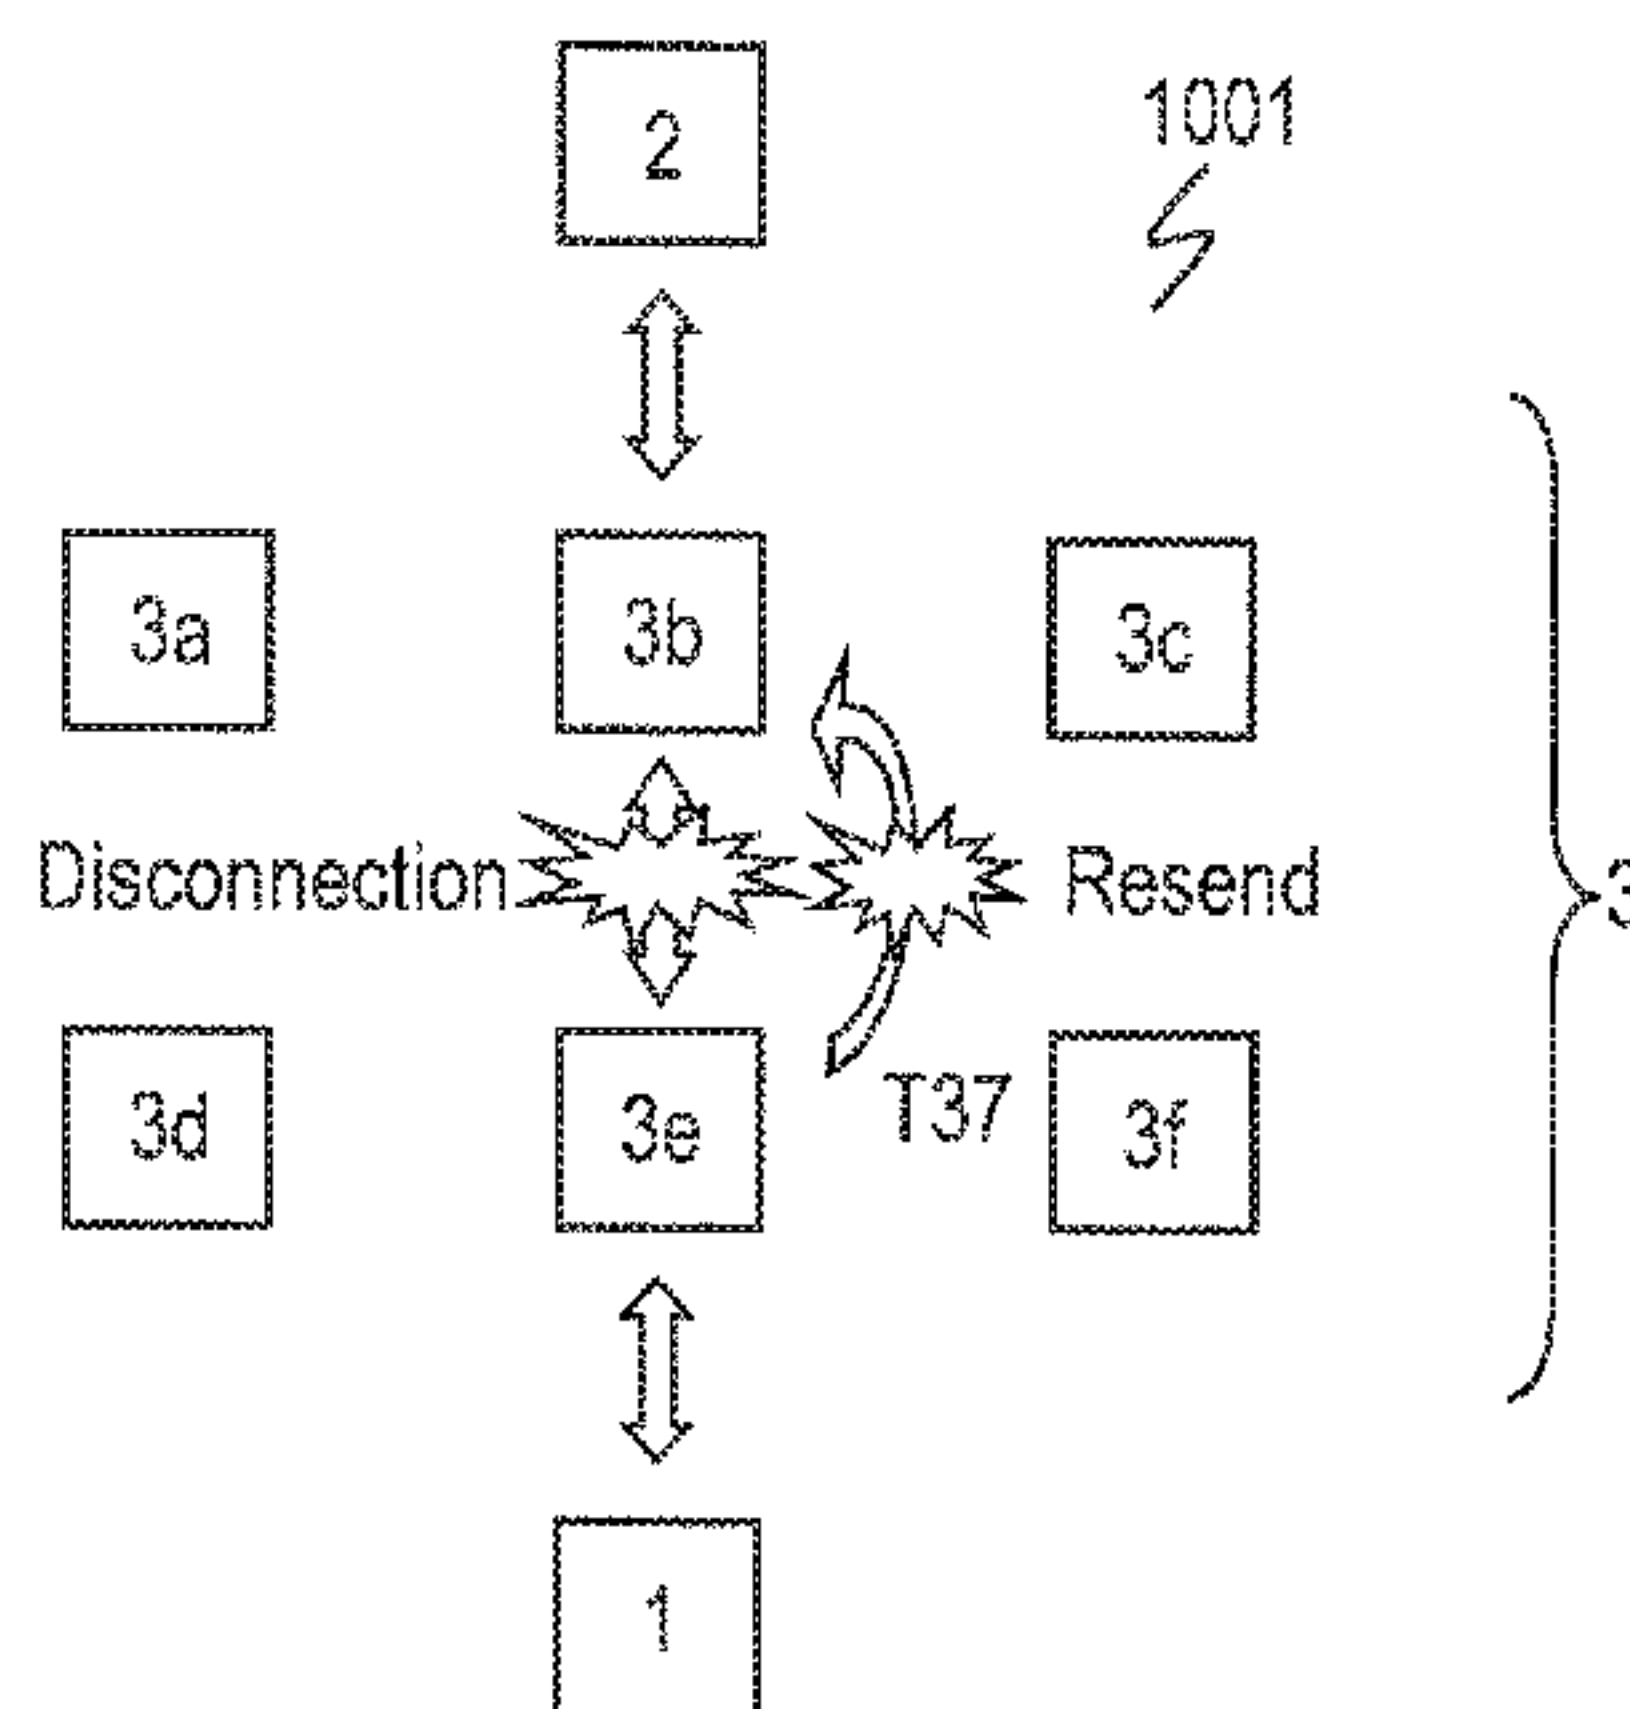 2
1001
3a
3b
3c
Disconnection
Resend
3
3d
3e
T37
3f
1